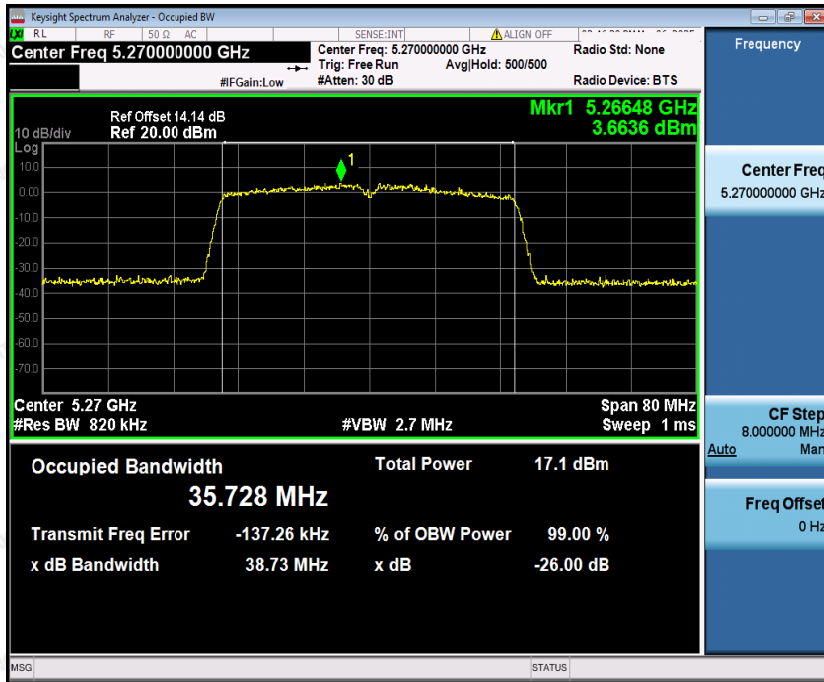 Keysight Spectrum Analyzer - Occupied BW
LXI RL RF 50 Ω AC SENSE:INT ALIGN OFF
Center Freq 5.270000000 GHz
Center Freq: 5.270000000 GHz
Radio Std: None
Trig: Free Run Avg|Hold: 500/500
#IFGain:Low #Atten: 30 dB Radio Device: BTS
Ref Offset 14.14 dB
10 dB/div Ref 20.00 dBm
Mkr1 5.26648 GHz
3.6636 dBm
Log
10.0
0.00
-10.0
-20.0
-30.0
-40.0
-50.0
-60.0
-70.0
1
Center 5.27 GHz Span 80 MHz
#Res BW 820 kHz #VBW 2.7 MHz Sweep 1 ms
Occupied Bandwidth Total Power 17.1 dBm
35.728 MHz
Transmit Freq Error -137.26 kHz % of OBW Power 99.00 %
x dB Bandwidth 38.73 MHz x dB -26.00 dB
MSG STATUS
Frequency
Center Freq
5.270000000 GHz
CF Step
8.000000 MHz
Auto Man
Freq Offset
0 Hz